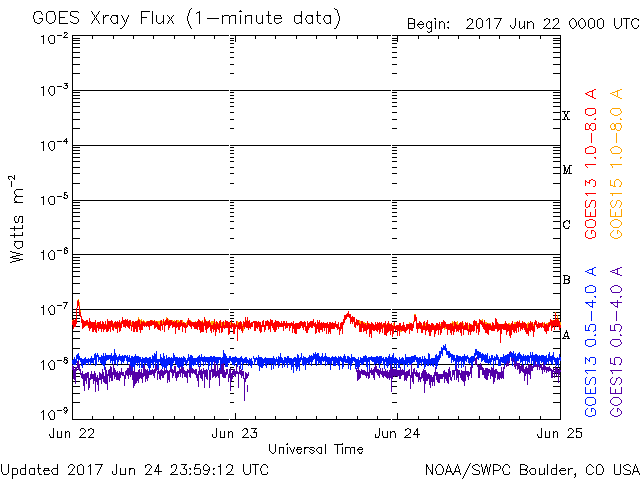 GOES Xray Flux (1-minute data)
Begin: 2017 Jun 22 0000 UTC
10⁻²
10⁻³
10⁻⁴
10⁻⁵
10⁻⁶
10⁻⁷
10⁻⁸
10⁻⁹
Watts m⁻²
X
M
C
B
A
GOES13 1.0-8.0 A
GOES15 1.0-8.0 A
GOES13 0.5-4.0 A
GOES15 0.5-4.0 A
Jun 22 Jun 23 Jun 24 Jun 25
Universal Time
Updated 2017 Jun 24 23:59:12 UTC
NOAA/SWPC Boulder, CO USA